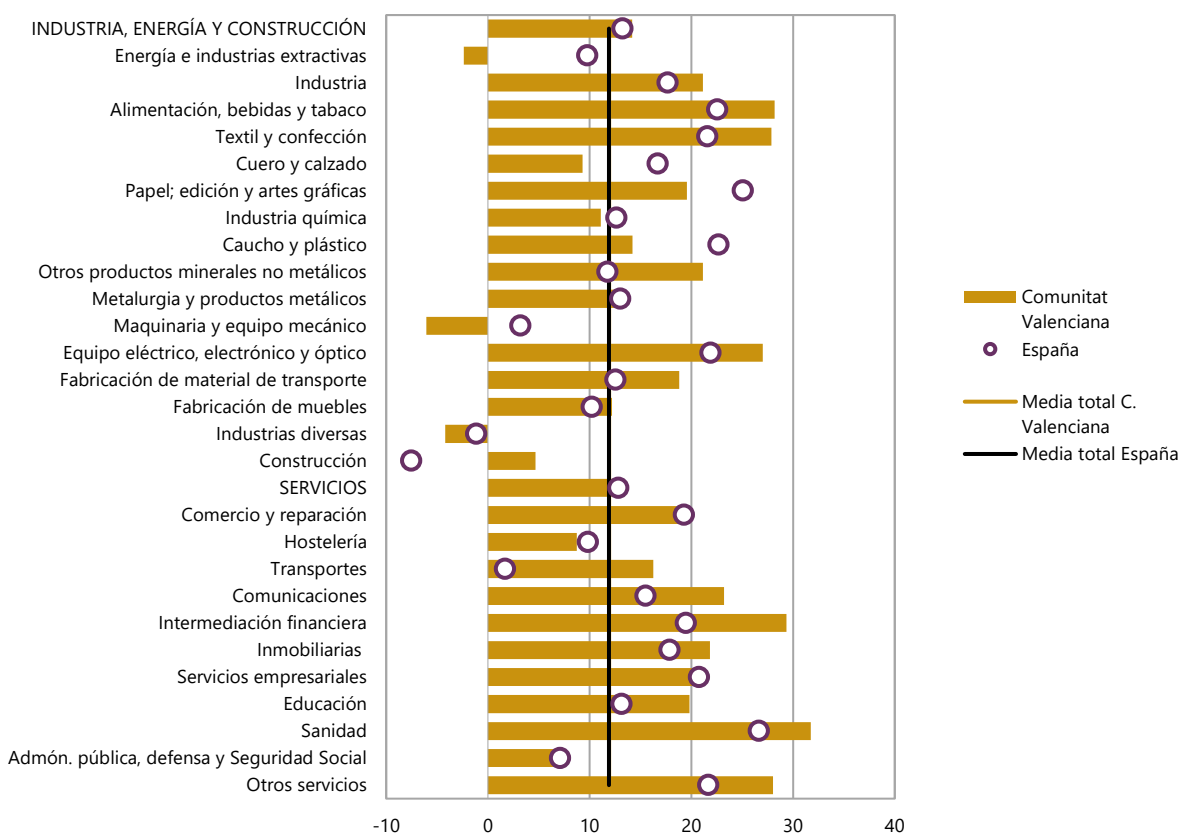 INDUSTRIA, ENERGÍA Y CONSTRUCCIÓN
Energía e industrias extractivas
Industria
Alimentación, bebidas y tabaco
Textil y confección
Cuero y calzado
Papel; edición y artes gráficas
Industria química
Caucho y plástico
Otros productos minerales no metálicos
Metalurgia y productos metálicos
Maquinaria y equipo mecánico
Equipo eléctrico, electrónico y óptico
Fabricación de material de transporte
Fabricación de muebles
Industrias diversas
Construcción
SERVICIOS
Comercio y reparación
Hostelería
Transportes
Comunicaciones
Intermediación financiera
Inmobiliarias
Servicios empresariales
Educación
Sanidad
Admón. pública, defensa y Seguridad Social
Otros servicios
-10 0 10 20 30 40
Comunitat
Valenciana
España
Media total C.
Valenciana
Media total España